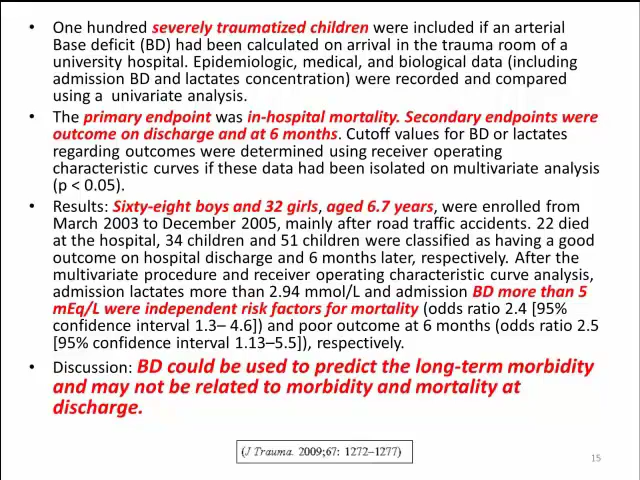 • One hundred severely traumatized children were included if an arterial
Base deficit (BD) had been calculated on arrival in the trauma room of a
university hospital. Epidemiologic, medical, and biological data (including
admission BD and lactates concentration) were recorded and compared
using a univariate analysis.
• The primary endpoint was in-hospital mortality. Secondary endpoints were
outcome on discharge and at 6 months. Cutoff values for BD or lactates
regarding outcomes were determined using receiver operating
characteristic curves if these data had been isolated on multivariate analysis
(p < 0.05).
• Results: Sixty-eight boys and 32 girls, aged 6.7 years, were enrolled from
March 2003 to December 2005, mainly after road traffic accidents. 22 died
at the hospital, 34 children and 51 children were classified as having a good
outcome on hospital discharge and 6 months later, respectively. After the
multivariate procedure and receiver operating characteristic curve analysis,
admission lactates more than 2.94 mmol/L and admission BD more than 5
mEq/L were independent risk factors for mortality (odds ratio 2.4 [95%
confidence interval 1.3– 4.6]) and poor outcome at 6 months (odds ratio 2.5
[95% confidence interval 1.13–5.5]), respectively.
• Discussion: BD could be used to predict the long-term morbidity
and may not be related to morbidity and mortality at
discharge.
(J Trauma. 2009;67: 1272–1277)
15